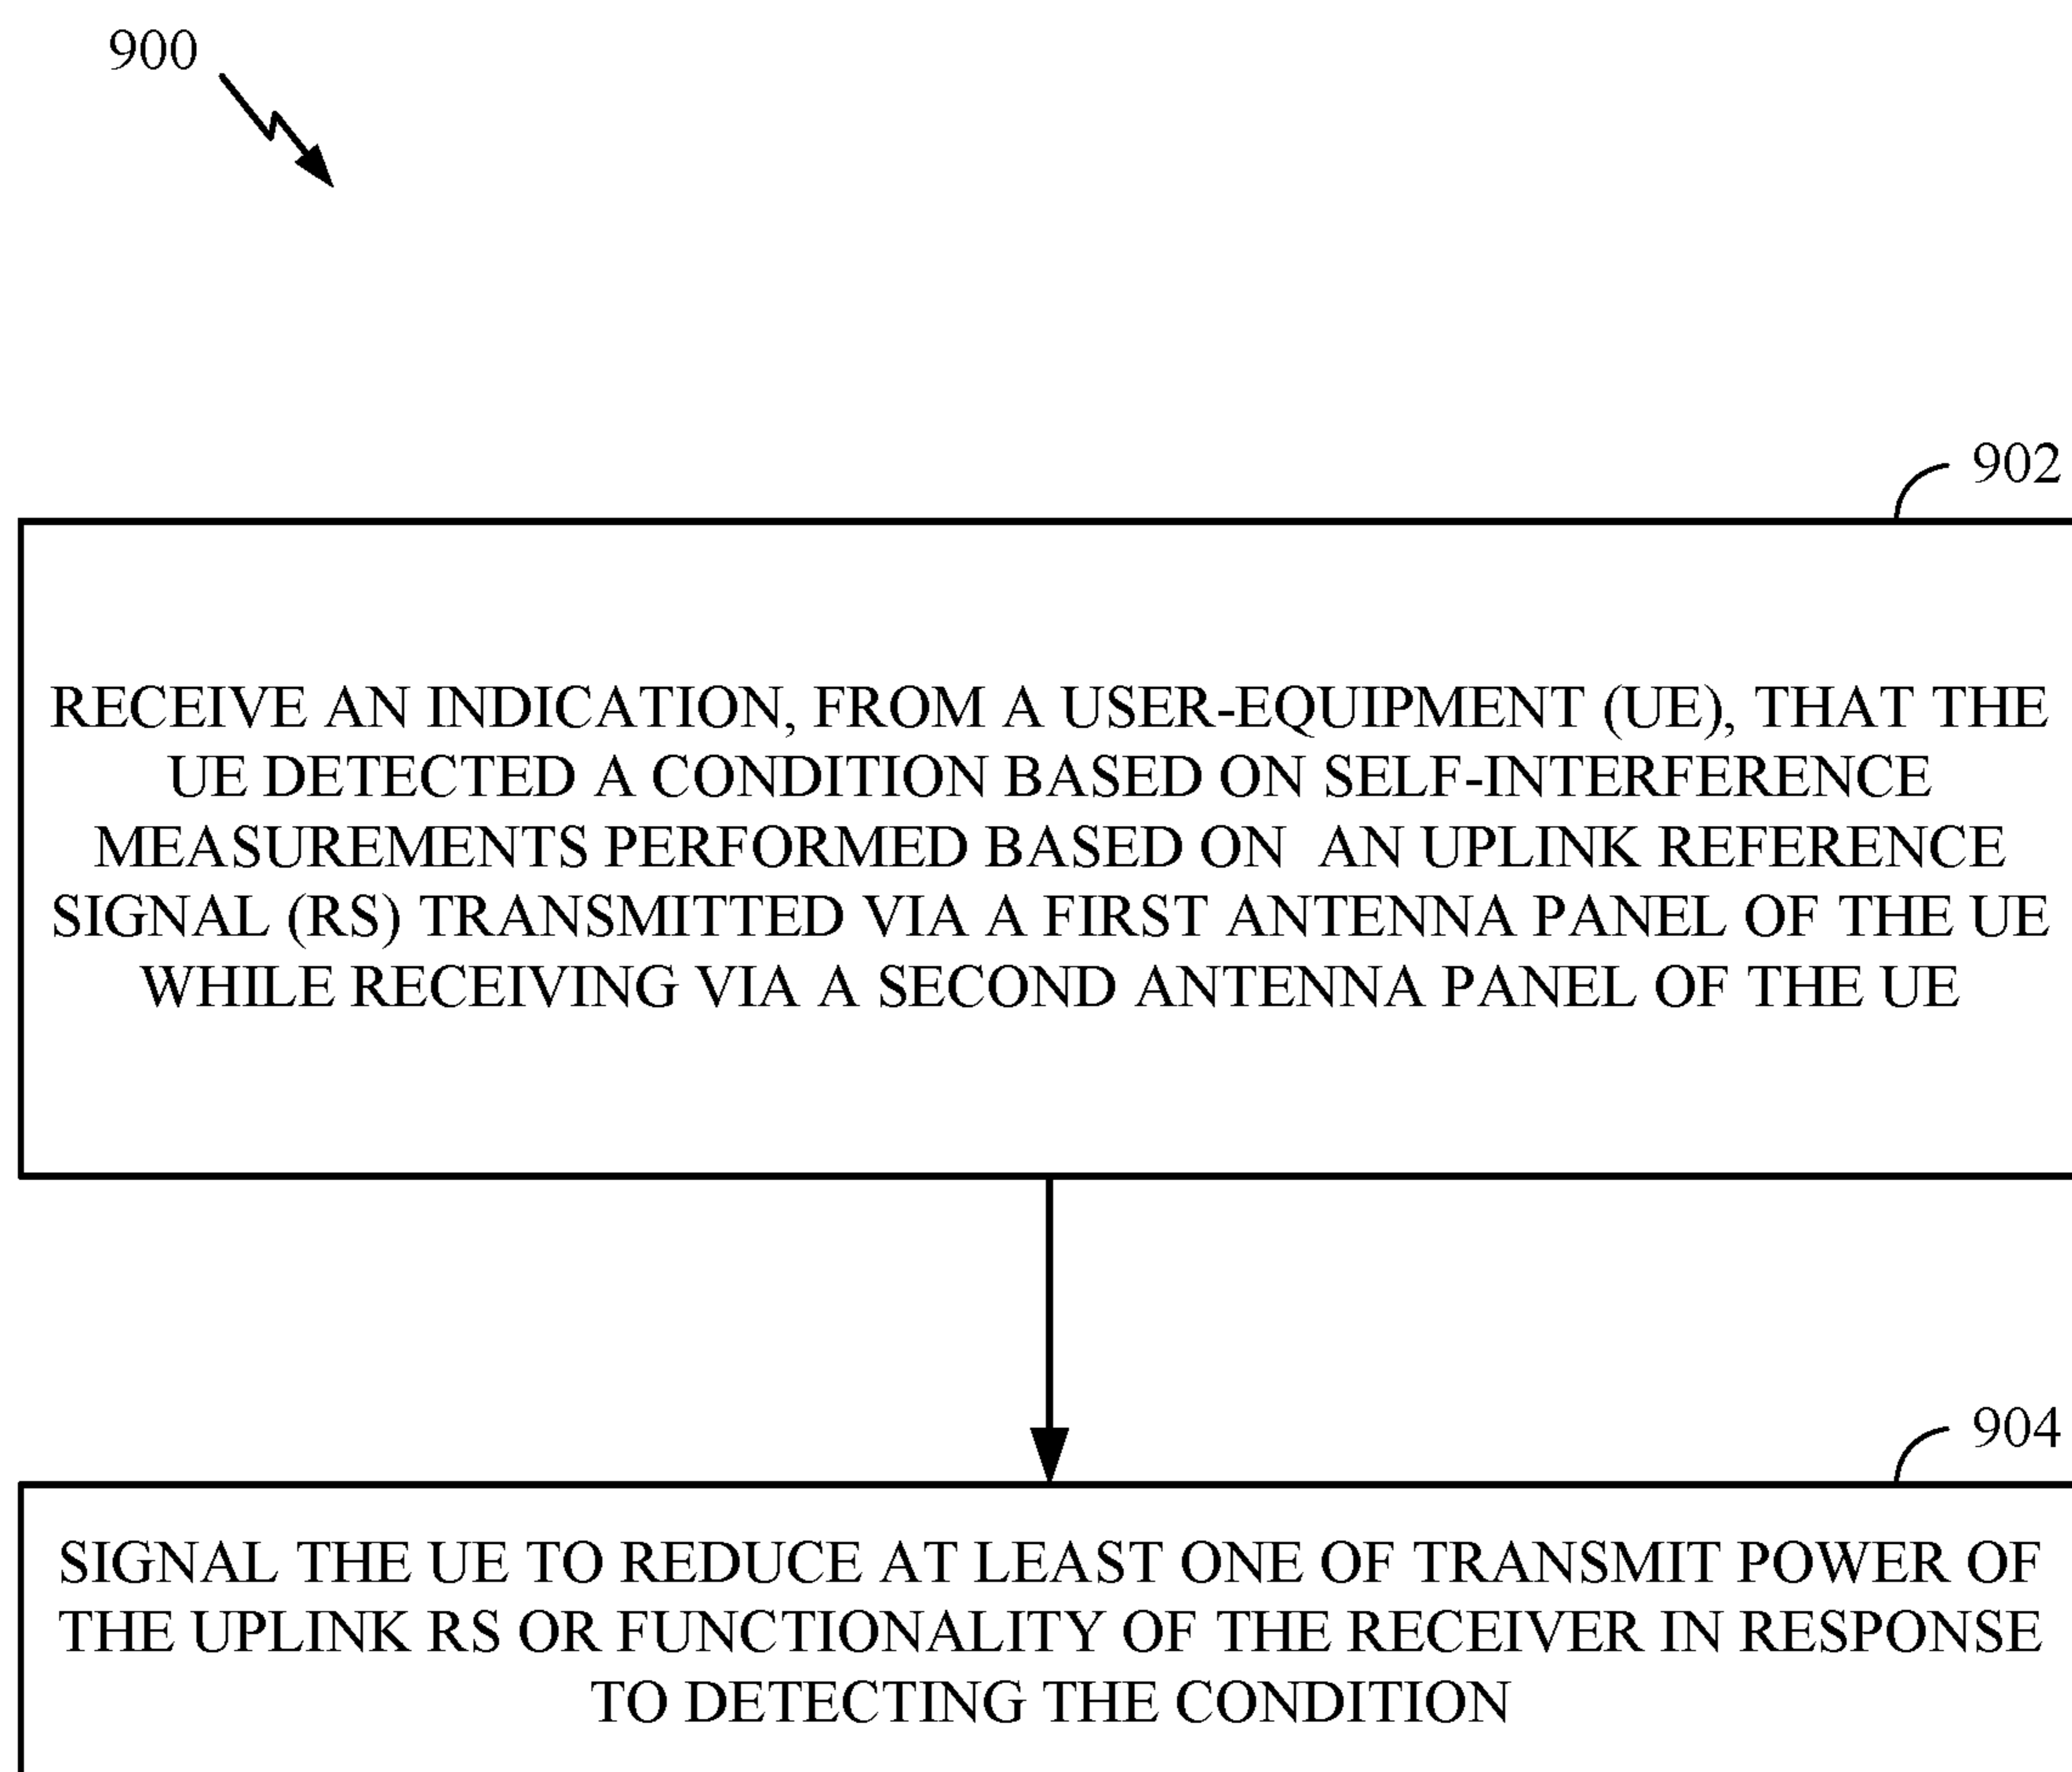 900
902
RECEIVE AN INDICATION, FROM A USER-EQUIPMENT (UE), THAT THE
UE DETECTED A CONDITION BASED ON SELF-INTERFERENCE
MEASUREMENTS PERFORMED BASED ON AN UPLINK REFERENCE
SIGNAL (RS) TRANSMITTED VIA A FIRST ANTENNA PANEL OF THE UE
WHILE RECEIVING VIA A SECOND ANTENNA PANEL OF THE UE
904
SIGNAL THE UE TO REDUCE AT LEAST ONE OF TRANSMIT POWER OF
THE UPLINK RS OR FUNCTIONALITY OF THE RECEIVER IN RESPONSE
TO DETECTING THE CONDITION